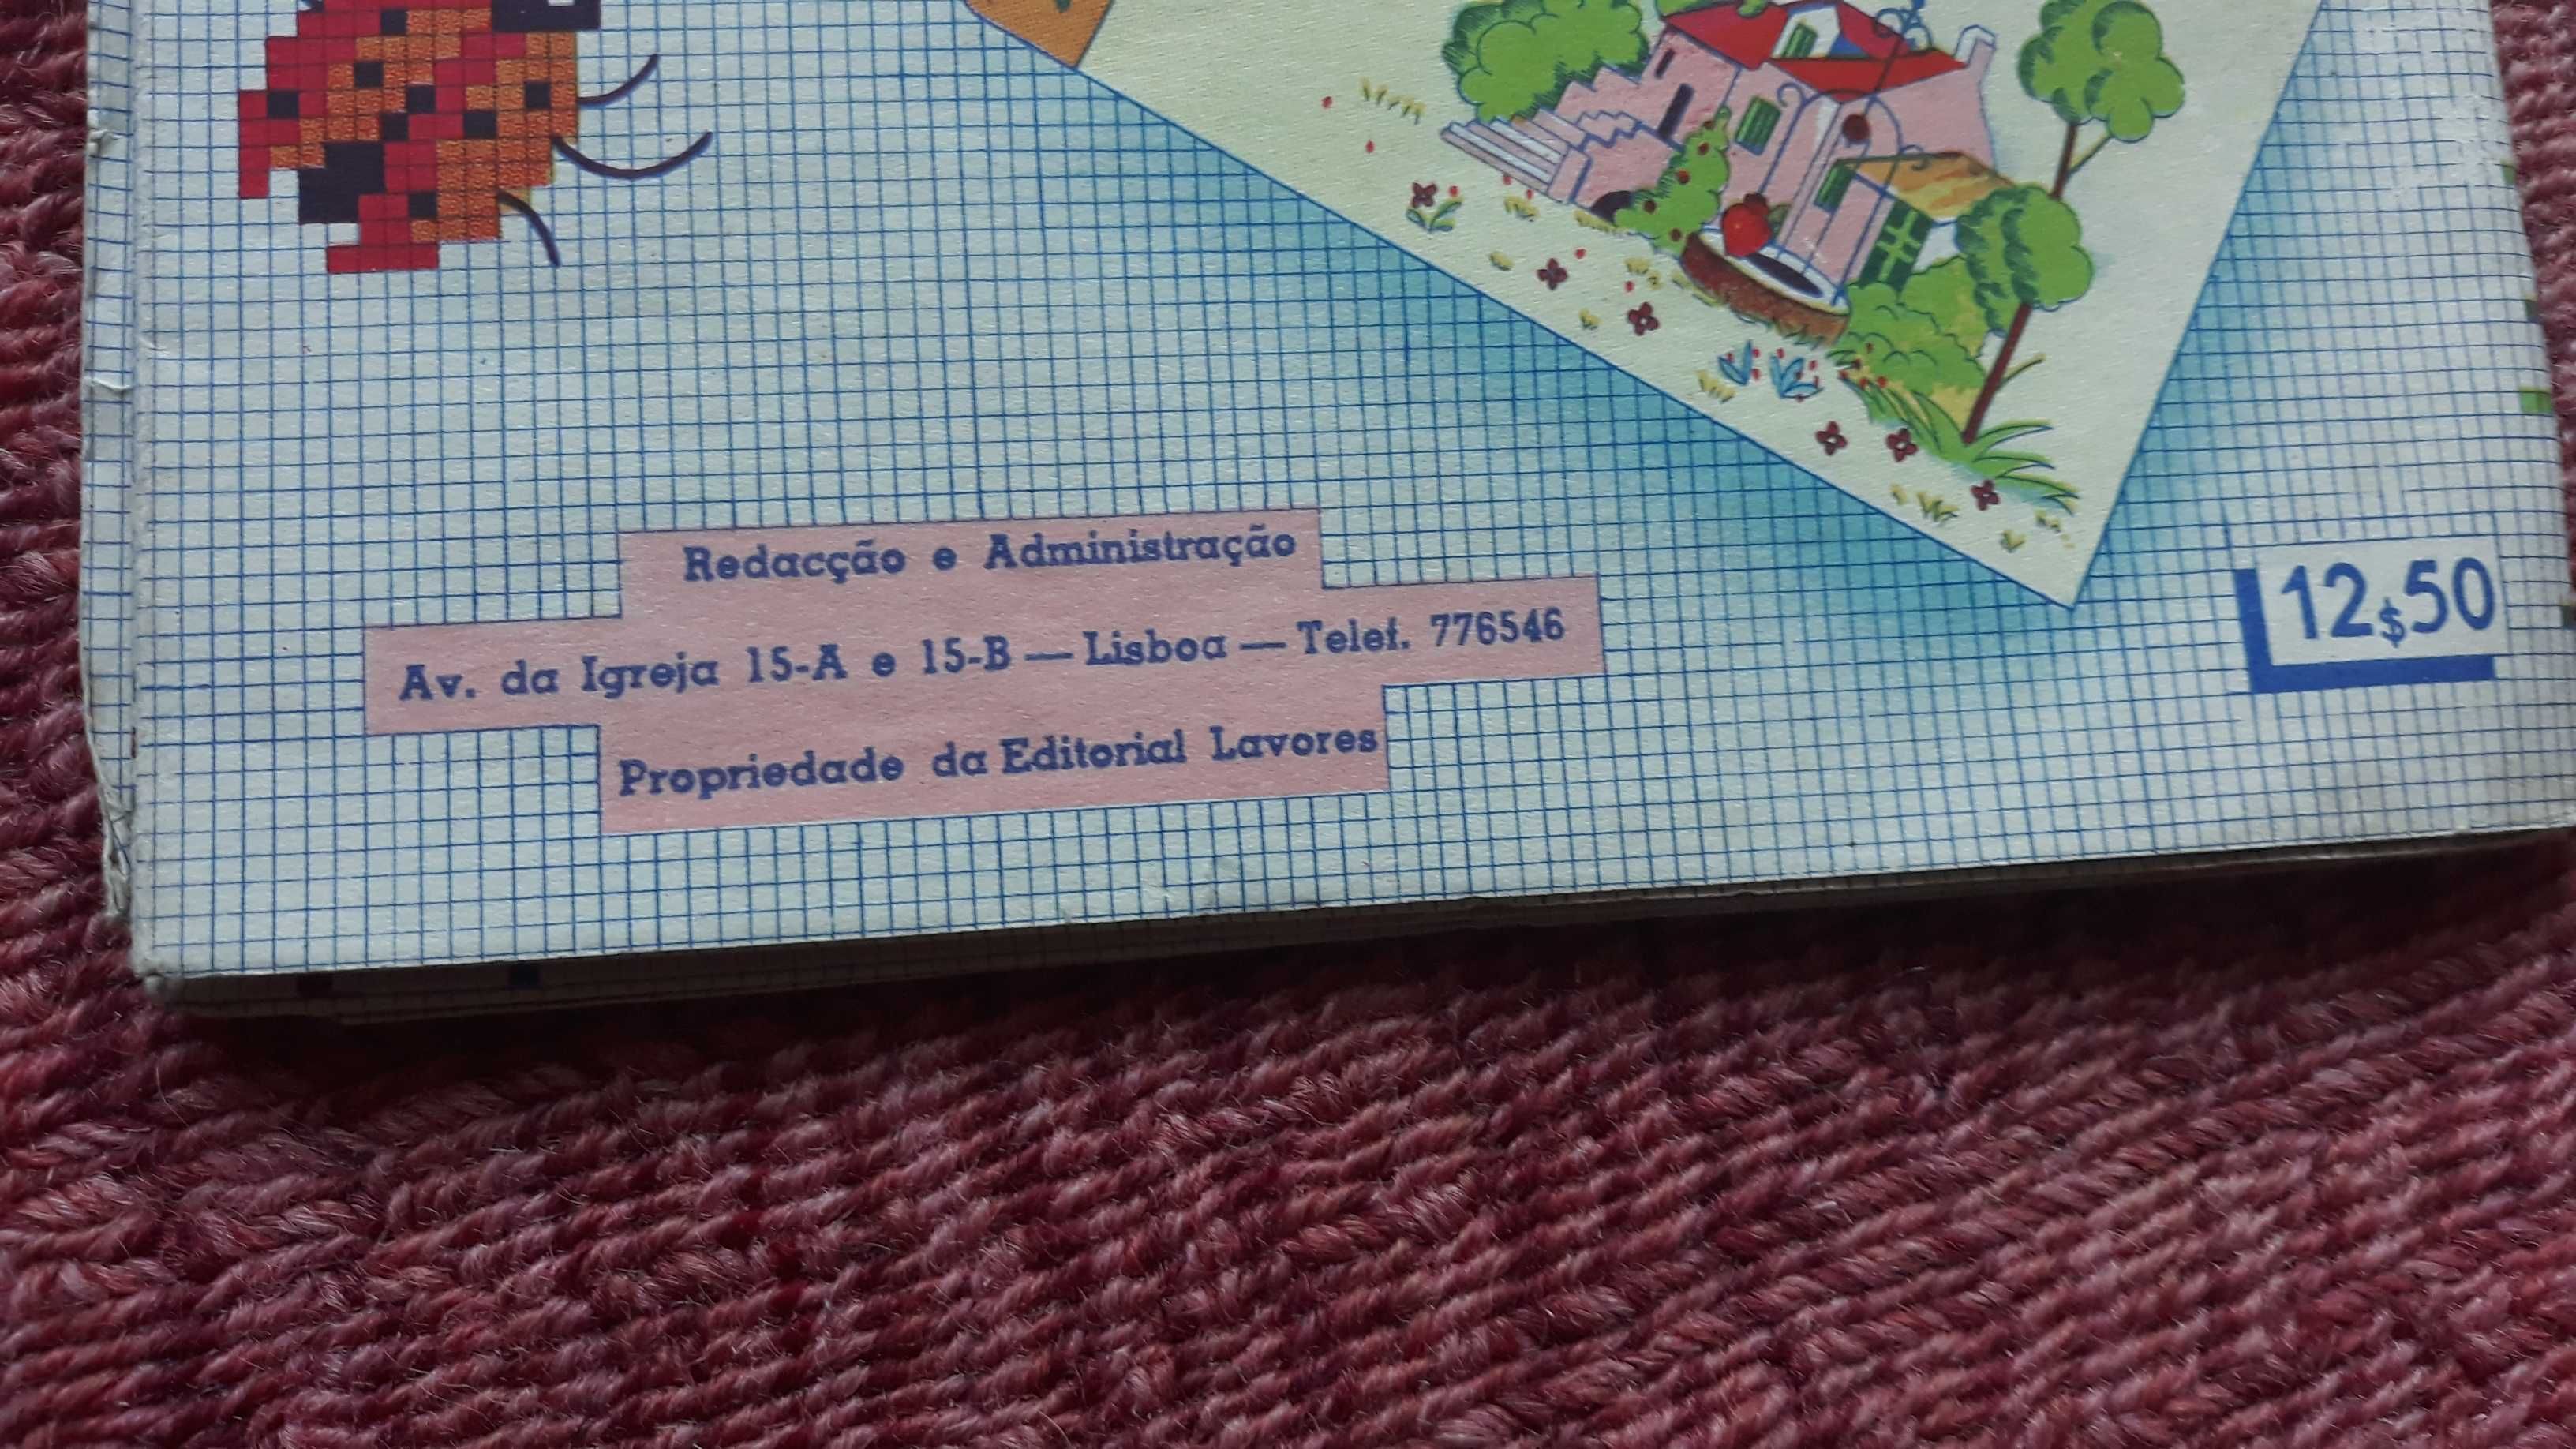 Redacção e Administração
Av. da Igreja 15-A e 15-B — Lisboa — Telef. 776546
Propriedade da Editorial Lavores
12$50